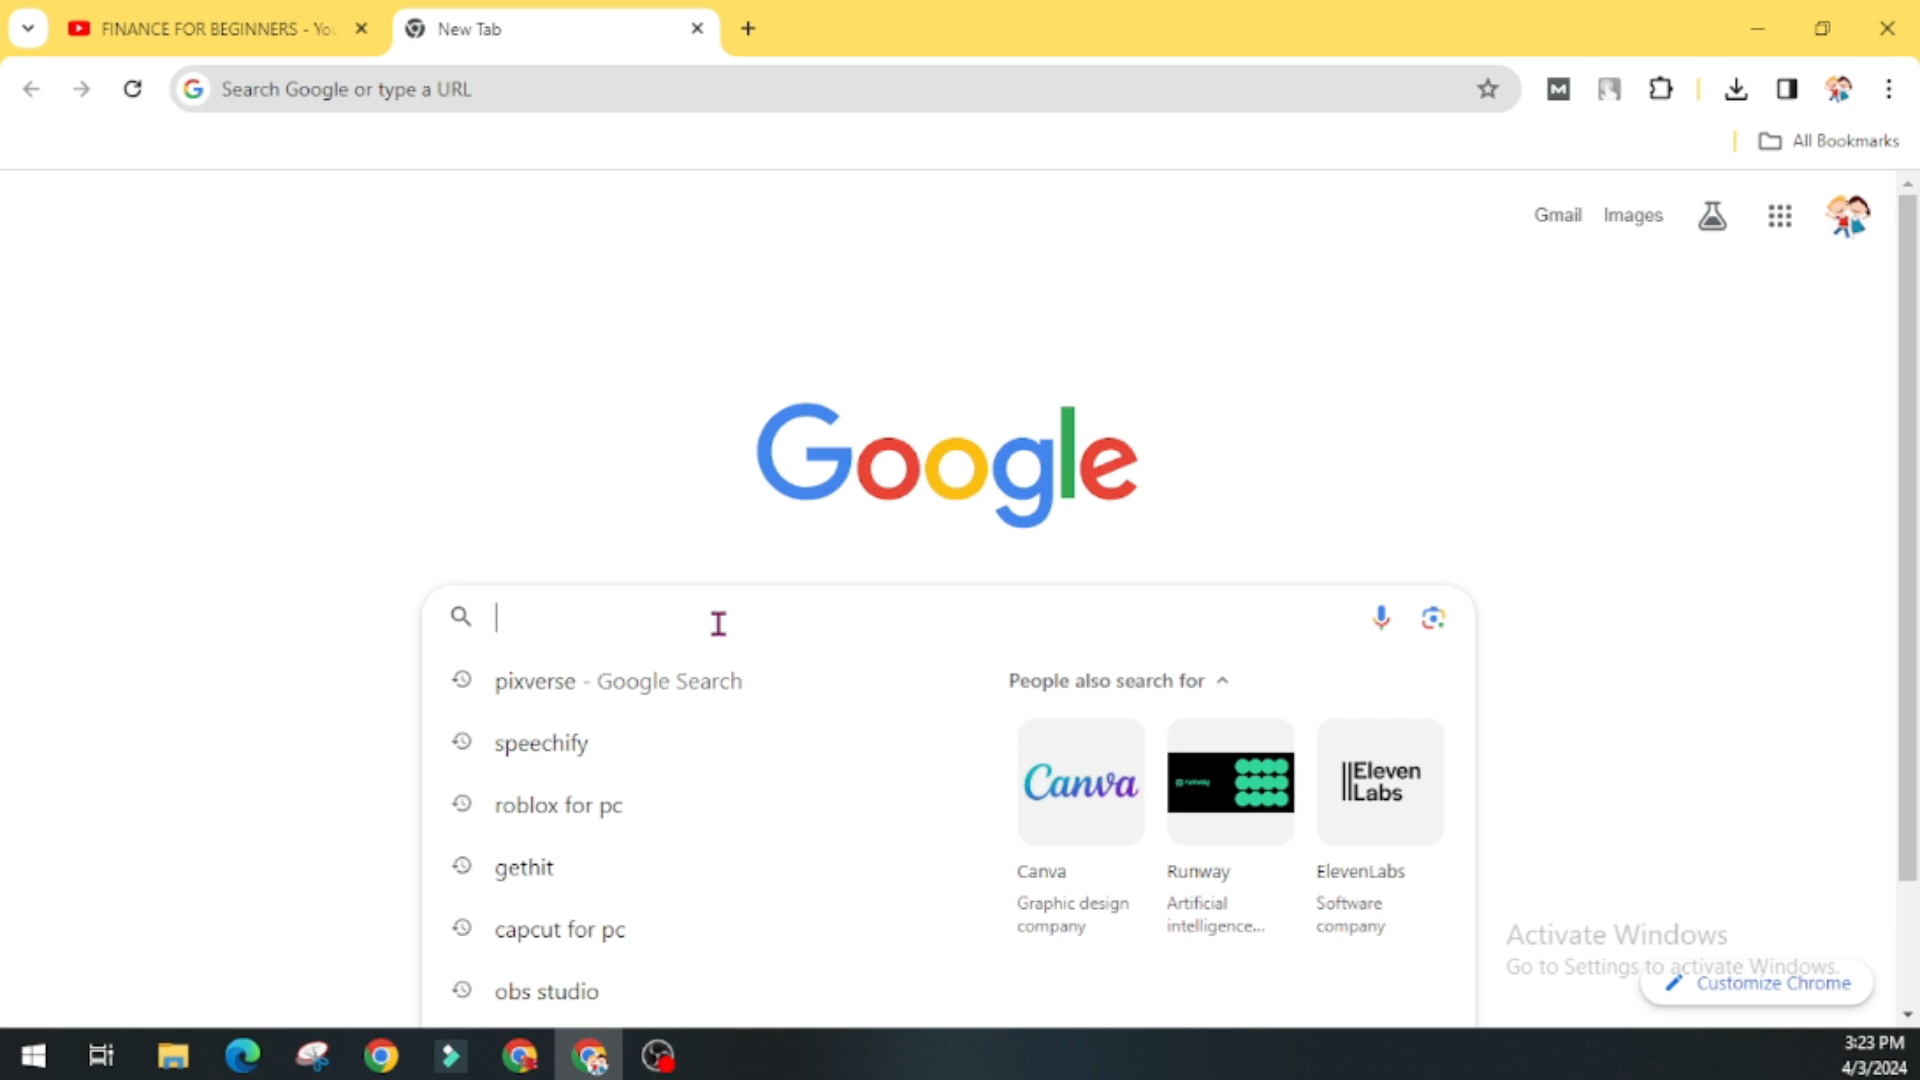 FINANCE FOR BEGINNERS - You
New Tab
Search Google or type a URL
All Bookmarks
Gmail Images
Google
pixverse - Google Search
People also search for
speechify
roblox for pc
gethit
capcut for pc
obs studio
Canva
runway
||Eleven
Labs
Canva
Graphic design
company
Runway
Artificial
intelligence...
ElevenLabs
Software
company
Activate Windows
Go to Settings to activate Windows.
Customize Chrome
3:23 PM
4/3/2024